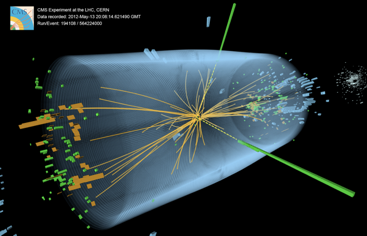 CMS
CMS Experiment at the LHC, CERN
Data recorded: 2012-May-13 20:08:14.621490 GMT
Run/Event: 194108 / 564224000